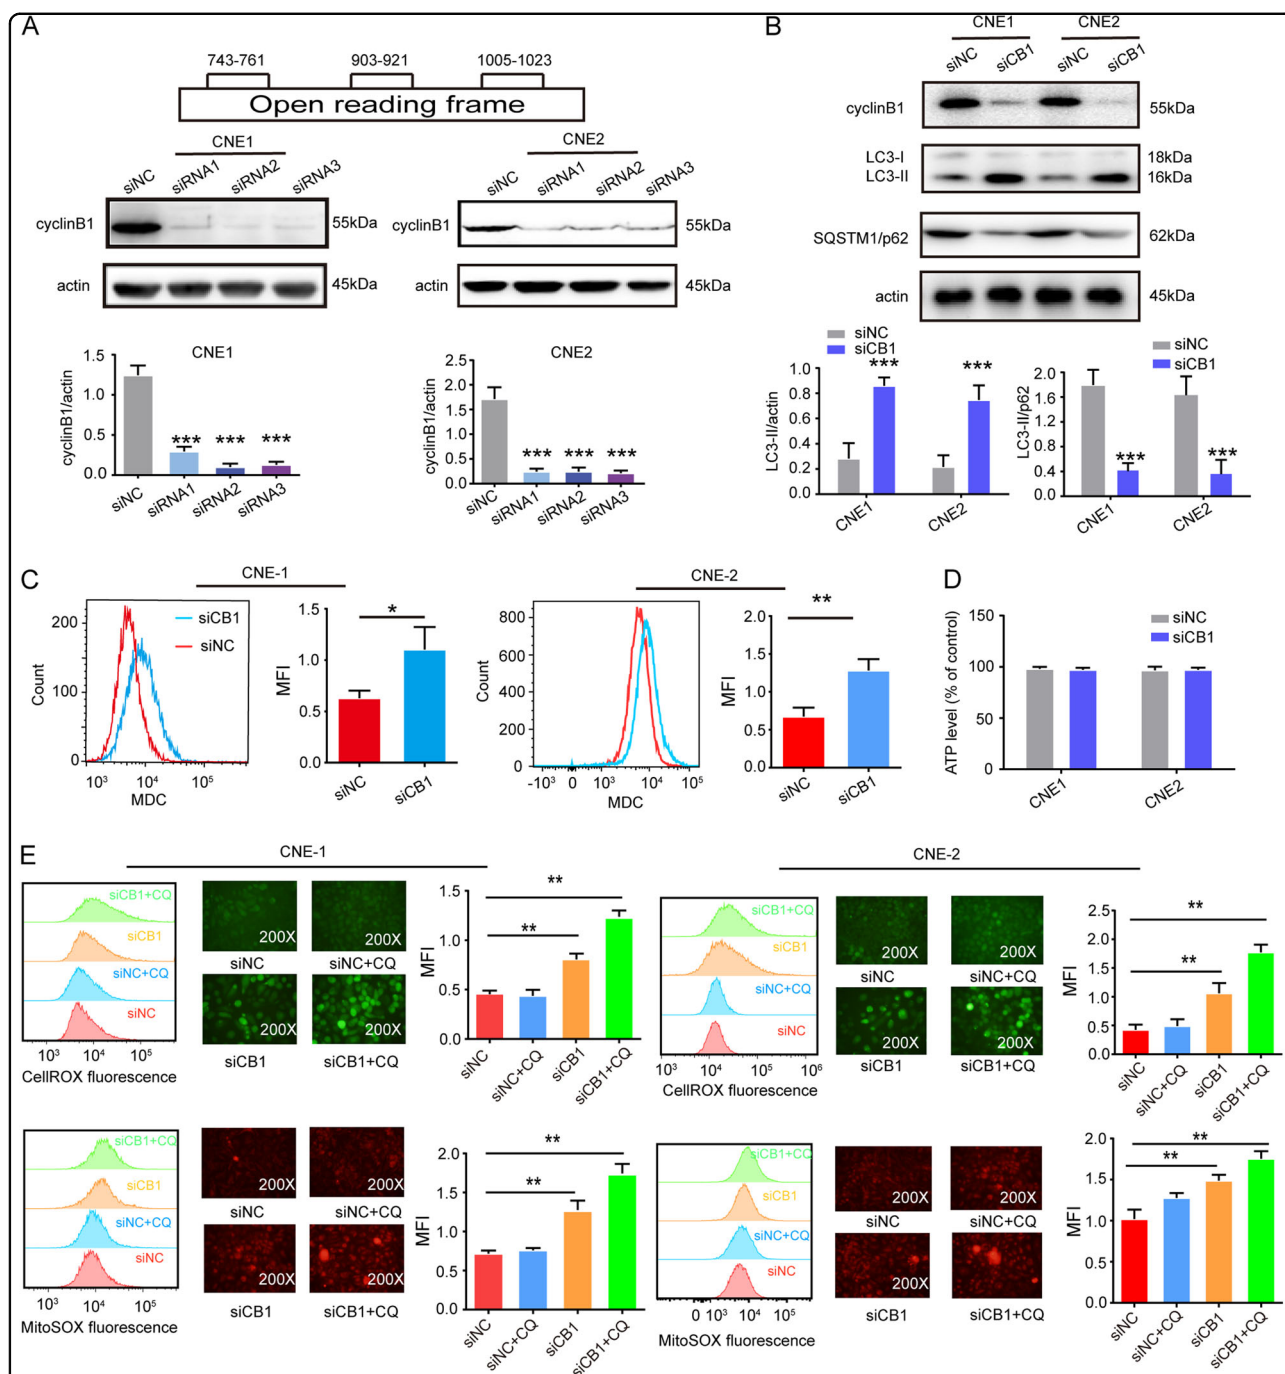 A
743-761 903-921 1005-1023
Open reading frame
CNE1
siNC siRNA1 siRNA2 siRNA3
cyclinB1 55kDa
actin 45kDa
CNE2
siNC siRNA1 siRNA2 siRNA3
cyclinB1 55kDa
actin 45kDa
CNE1
cyclinB1/actin
1.5
1.0
0.5
0.0
*** *** ***
siNC siRNA1 siRNA2 siRNA3
CNE2
cyclinB1/actin
2.5
2.0
1.5
1.0
0.5
0.0
*** *** ***
siNC siRNA1 siRNA2 siRNA3
B
CNE1 CNE2
siNC siCB1 siNC siCB1
cyclinB1 55kDa
LC3-I 18kDa
LC3-II 16kDa
SQSTM1/p62 62kDa
actin 45kDa
siNC
siCB1
LC3-II/actin
1.0
0.8
0.6
0.4
0.2
0.0
*** ***
CNE1 CNE2
siNC
siCB1
LC3-II/p62
2.0
1.6
1.2
0.8
0.4
0.0
*** ***
CNE1 CNE2
C
CNE-1
siCB1
siNC
Count
200
100
0
10³ 10⁴ 10⁵
MDC
MFI
1.5
1.0
0.5
0.0
*
siNC siCB1
CNE-2
Count
800
600
400
200
0
-10³ 0 10³ 10⁴ 10⁵
MDC
MFI
2.0
1.5
1.0
0.5
0.0
**
siNC siCB1
D
siNC
siCB1
ATP level (% of control)
150
100
50
0
CNE1 CNE2
E
CNE-1
siCB1+CQ
siCB1
siNC+CQ
siNC
10³ 10⁴ 10⁵
CellROX fluorescence
200X 200X
siNC siNC+CQ
200X 200X
siCB1 siCB1+CQ
MFI
1.5
1.0
0.5
0.0
**
**
siNC siNC+CQ siCB1 siCB1+CQ
CNE-2
siCB1+CQ
siCB1
siNC+CQ
siNC
10³ 10⁴ 10⁵ 10⁶
CellROX fluorescence
200X 200X
siNC siNC+CQ
200X 200X
siCB1 siCB1+CQ
MFI
2.5
2.0
1.5
1.0
0.5
0.0
**
**
siNC siNC+CQ siCB1 siCB1+CQ
siCB1+CQ
siCB1
siNC+CQ
siNC
10³ 10⁴ 10⁵
MitoSOX fluorescence
200X 200X
siNC siNC+CQ
200X 200X
siCB1 siCB1+CQ
MFI
2.0
1.5
1.0
0.5
0.0
**
**
siNC siNC+CQ siCB1 siCB1+CQ
siCB1+CQ
siCB1
siNC+CQ
siNC
0 10³ 10⁴ 10⁵
MitoSOX fluorescence
200X 200X
siNC siNC+CQ
200X 200X
siCB1 siCB1+CQ
MFI
2.0
1.5
1.0
0.5
0.0
**
**
siNC siNC+CQ siCB1 siCB1+CQ